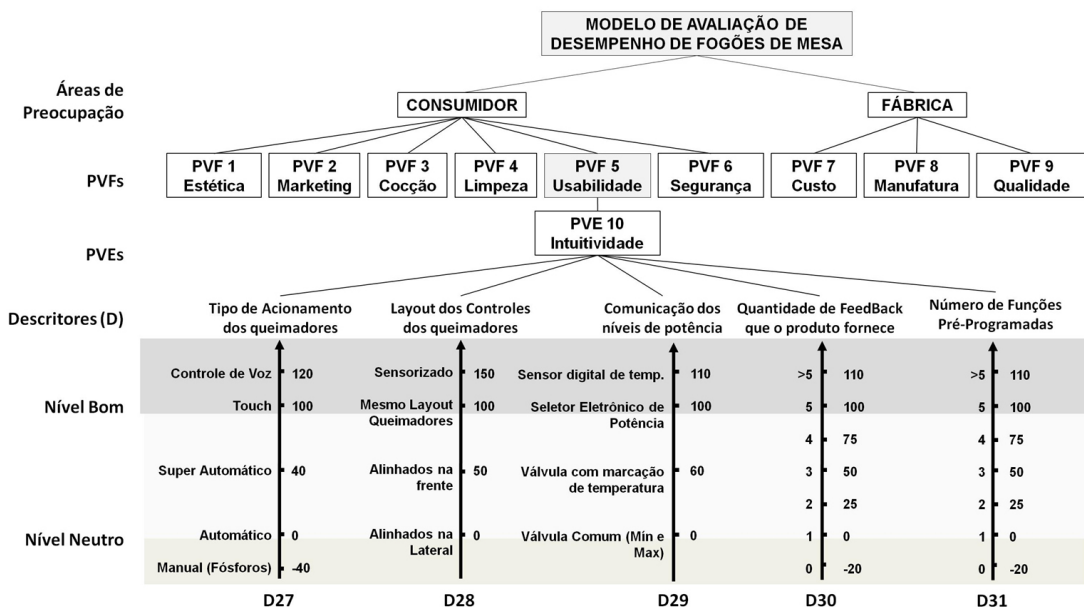 MODELO DE AVALIAÇÃO DE
DESEMPENHO DE FOGÕES DE MESA
Áreas de
Preocupação
CONSUMIDOR
FÁBRICA
PVFs
PVF 1
Estética
PVF 2
Marketing
PVF 3
Cocção
PVF 4
Limpeza
PVF 5
Usabilidade
PVF 6
Segurança
PVF 7
Custo
PVF 8
Manufatura
PVF 9
Qualidade
PVEs
PVE 10
Intuitividade
Descritores (D)
Tipo de Acionamento
dos queimadores
Layout dos Controles
dos queimadores
Comunicação dos
níveis de potência
Quantidade de FeedBack
que o produto fornece
Número de Funções
Pré-Programadas
Nível Bom
Nível Neutro
Controle de Voz 120
Touch 100
Super Automático 40
Automático 0
Manual (Fósforos) -40
D27
Sensorizado 150
Mesmo Layout 100
Queimadores
Alinhados na 50
frente
Alinhados na 0
Lateral
D28
Sensor digital de temp. 110
Seletor Eletrônico de 100
Potência
Válvula com marcação 60
de temperatura
Válvula Comum (Mín e 0
Max)
D29
>5 110
5 100
4 75
3 50
2 25
1 0
0 -20
D30
>5 110
5 100
4 75
3 50
2 25
1 0
0 -20
D31